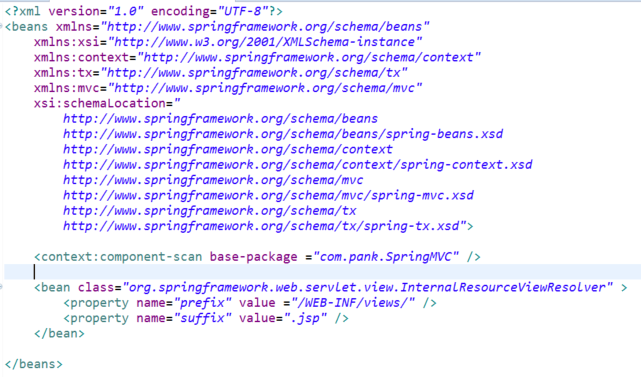 <?xml version="1.0" encoding="UTF-8"?>
<beans xmlns="http://www.springframework.org/schema/beans"
    xmlns:xsi="http://www.w3.org/2001/XMLSchema-instance"
    xmlns:context="http://www.springframework.org/schema/context"
    xmlns:tx="http://www.springframework.org/schema/tx"
    xmlns:mvc="http://www.springframework.org/schema/mvc"
    xsi:schemaLocation="
        http://www.springframework.org/schema/beans
        http://www.springframework.org/schema/beans/spring-beans.xsd
        http://www.springframework.org/schema/context
        http://www.springframework.org/schema/context/spring-context.xsd
        http://www.springframework.org/schema/mvc
        http://www.springframework.org/schema/mvc/spring-mvc.xsd
        http://www.springframework.org/schema/tx
        http://www.springframework.org/schema/tx/spring-tx.xsd">
    <context:component-scan base-package ="com.pank.SpringMVC" />
    <bean class="org.springframework.web.servlet.view.InternalResourceViewResolver" >
        <property name="prefix" value ="/WEB-INF/views/" />
        <property name="suffix" value=".jsp" />
    </bean>
</beans>